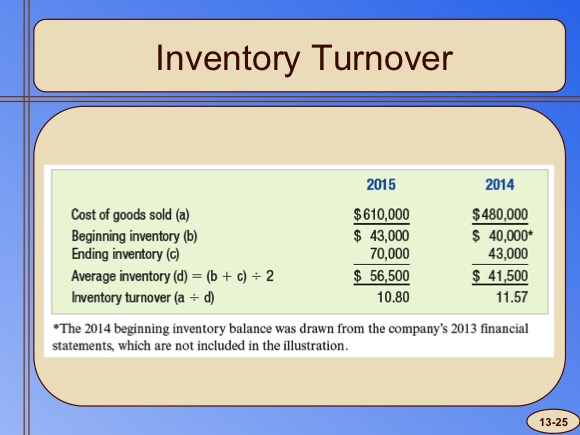 Inventory Turnover
2015 2014
Cost of goods sold (a) $610,000 $480,000
Beginning inventory (b) $ 43,000 $ 40,000*
Ending inventory (c) 70,000 43,000
Average inventory (d) = (b + c) ÷ 2 $ 56,500 $ 41,500
Inventory turnover (a ÷ d) 10.80 11.57
*The 2014 beginning inventory balance was drawn from the company's 2013 financial
statements, which are not included in the illustration.
13-25